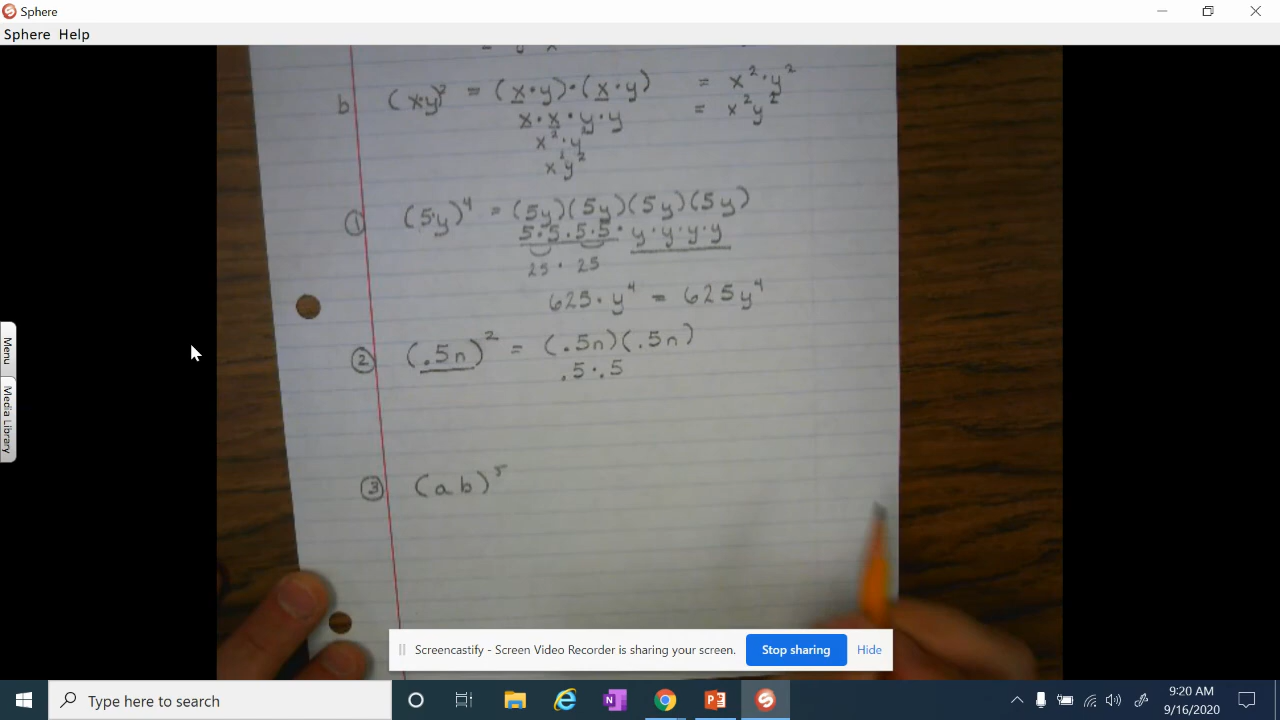 Sphere
Sphere Help
b (x·y)² = (x·y)·(x·y) = x²·y²
x·x·y·y = x²y²
x²·y²
x²y²
① (5·y)⁴ = (5y)(5y)(5y)(5y)
5·5·5·5·y·y·y·y
25·25
625·y⁴ = 625y⁴
② (.5n)² = (.5n)(.5n)
.5·.5
③ (ab)⁵
Menu
Media Library
Screencastify - Screen Video Recorder is sharing your screen. Stop sharing Hide
Type here to search
9:20 AM
9/16/2020